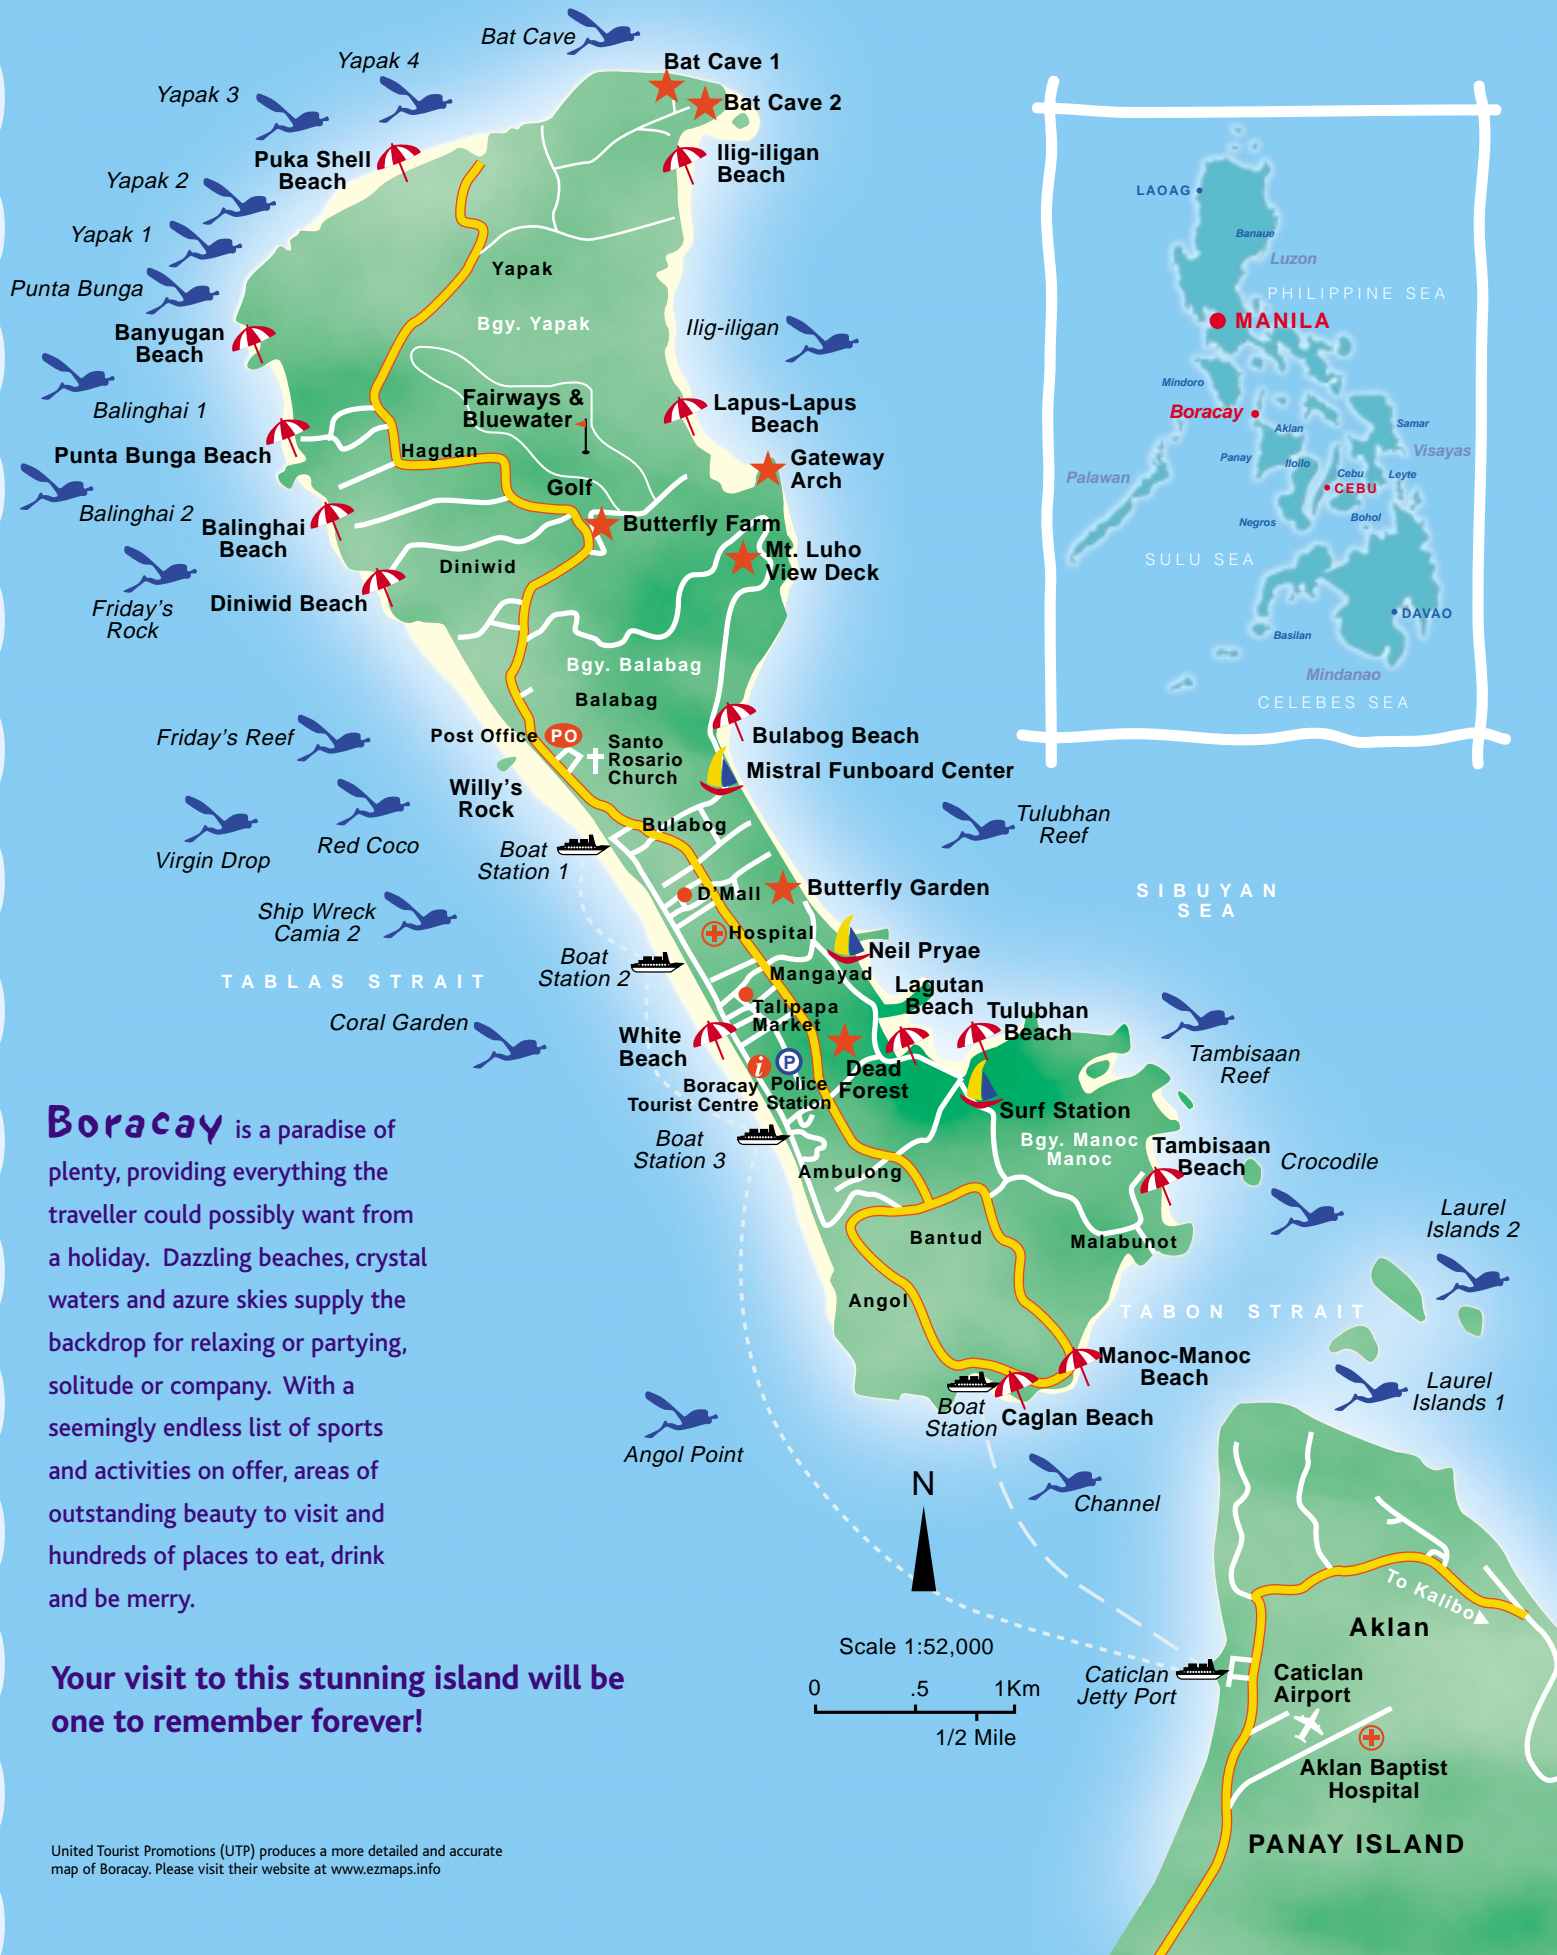 Bat Cave
Yapak 4
Bat Cave 1
Yapak 3
Bat Cave 2
Puka Shell
Beach
Ilig-iligan
Beach
Yapak 2
Yapak 1
Yapak
Punta Bunga
Bgy. Yapak
Ilig-iligan
Banyugan
Beach
Balinghai 1
Fairways &
Bluewater
Lapus-Lapus
Beach
Punta Bunga Beach
Hagdan
Gateway
Arch
Golf
Balinghai 2
Balinghai
Beach
Butterfly Farm
Mt. Luho
View Deck
Diniwid
Friday's
Rock
Diniwid Beach
Bgy. Balabag
Balabag
Friday's Reef
Post Office
PO
Santo
Rosario
Church
Bulabog Beach
Mistral Funboard Center
Willy's
Rock
Tulubhan
Reef
Virgin Drop
Red Coco
Bulabog
Boat
Station 1
D'Mall
Butterfly Garden
SIBUYAN
SEA
Ship Wreck
Camia 2
Hospital
Boat
Station 2
Neil Pryae
TABLAS STRAIT
Mangayad
Lagutan
Beach
Tulubhan
Beach
Coral Garden
Talipapa
Market
White
Beach
Tambisaan
Reef
i
P
Dead
Forest
Boracay
Tourist Centre
Police
Station
Surf Station
Boat
Station 3
Bgy. Manoc
Manoc
Tambisaan
Beach
Crocodile
Ambulong
Laurel
Islands 2
Bantud
Malabunot
Angol
TABON STRAIT
Manoc-Manoc
Beach
Laurel
Islands 1
Boat
Station
Caglan Beach
Angol Point
Channel
N
Scale 1:52,000
0 .5 1Km
1/2 Mile
To Kalibo
Aklan
Caticlan
Jetty Port
Caticlan
Airport
Aklan Baptist
Hospital
PANAY ISLAND
LAOAG
Banaue
Luzon
PHILIPPINE SEA
MANILA
Mindoro
Boracay
Aklan
Samar
Visayas
Panay
Iloilo
Cebu
Leyte
Palawan
CEBU
Negros
Bohol
SULU SEA
DAVAO
Basilan
Mindanao
CELEBES SEA
Boracay is a paradise of
plenty, providing everything the
traveller could possibly want from
a holiday. Dazzling beaches, crystal
waters and azure skies supply the
backdrop for relaxing or partying,
solitude or company. With a
seemingly endless list of sports
and activities on offer, areas of
outstanding beauty to visit and
hundreds of places to eat, drink
and be merry.
Your visit to this stunning island will be
one to remember forever!
United Tourist Promotions (UTP) produces a more detailed and accurate
map of Boracay. Please visit their website at www.ezmaps.info